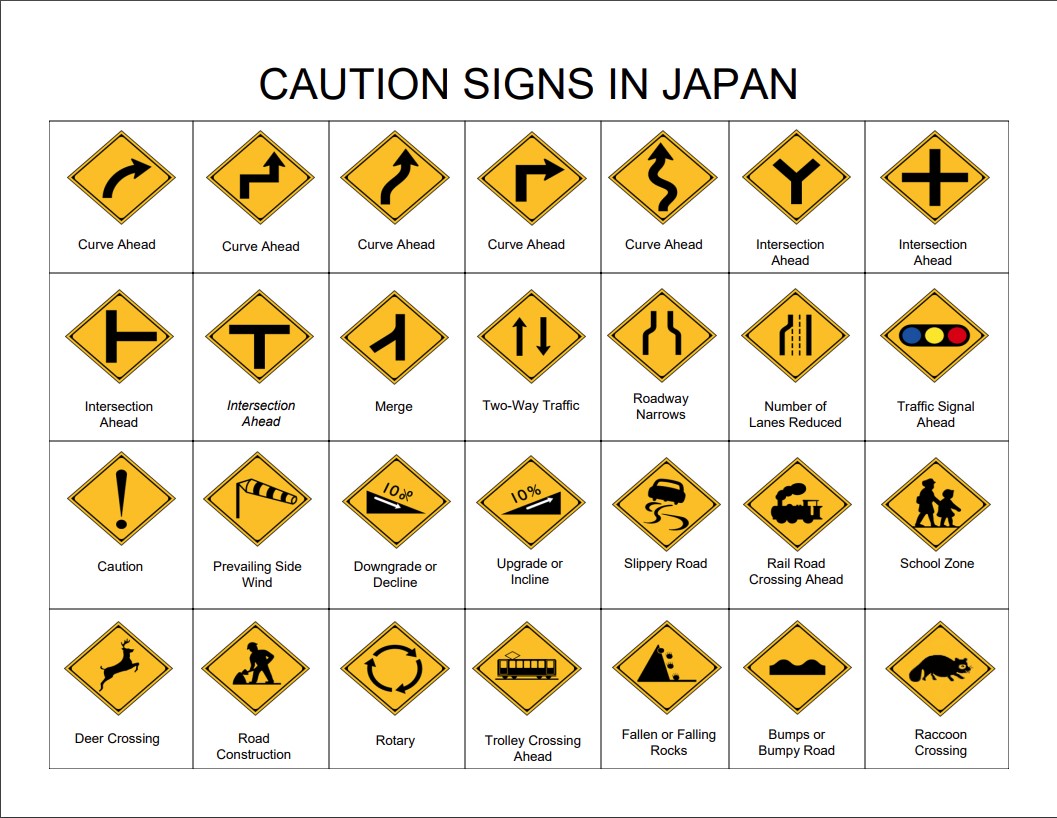 CAUTION SIGNS IN JAPAN
Curve Ahead
Curve Ahead
Curve Ahead
Curve Ahead
Curve Ahead
Intersection
Ahead
Intersection
Ahead
Intersection
Ahead
Intersection
Ahead
Merge
Two-Way Traffic
Roadway
Narrows
Number of
Lanes Reduced
Traffic Signal
Ahead
Caution
Prevailing Side
Wind
10%
Downgrade or
Decline
10%
Upgrade or
Incline
Slippery Road
Rail Road
Crossing Ahead
School Zone
Deer Crossing
Road
Construction
Rotary
Trolley Crossing
Ahead
Fallen or Falling
Rocks
Bumps or
Bumpy Road
Raccoon
Crossing